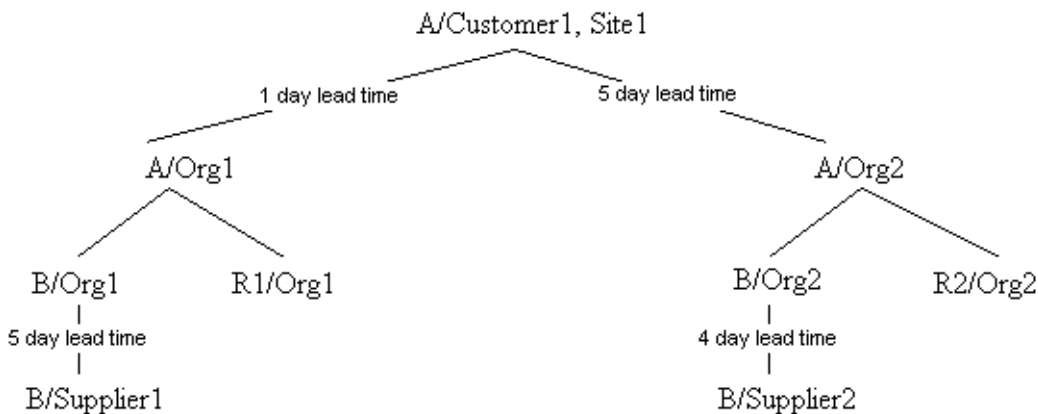 A/Customer1, Site1
1 day lead time
5 day lead time
A/Org1
A/Org2
B/Org1
R1/Org1
B/Org2
R2/Org2
5 day lead time
4 day lead time
B/Supplier1
B/Supplier2